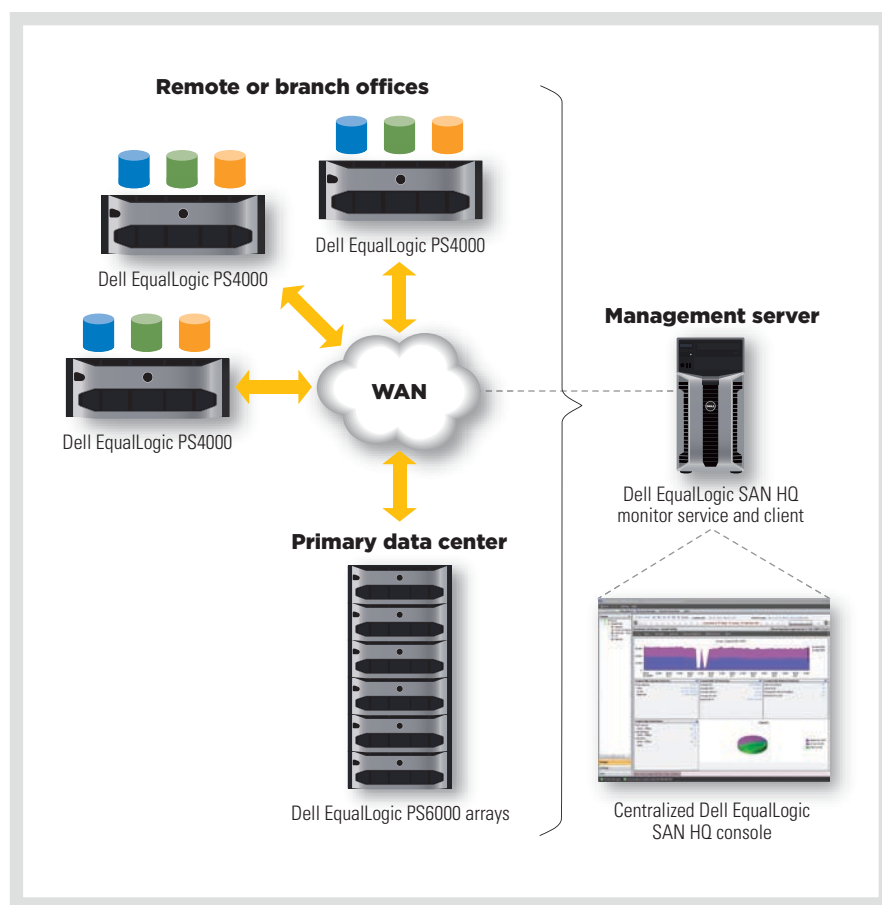 Remote or branch offices
Dell EqualLogic PS4000
Dell EqualLogic PS4000
Dell EqualLogic PS4000
WAN
Primary data center
Dell EqualLogic PS6000 arrays
Management server
Dell EqualLogic SAN HQ
monitor service and client
Centralized Dell EqualLogic
SAN HQ console